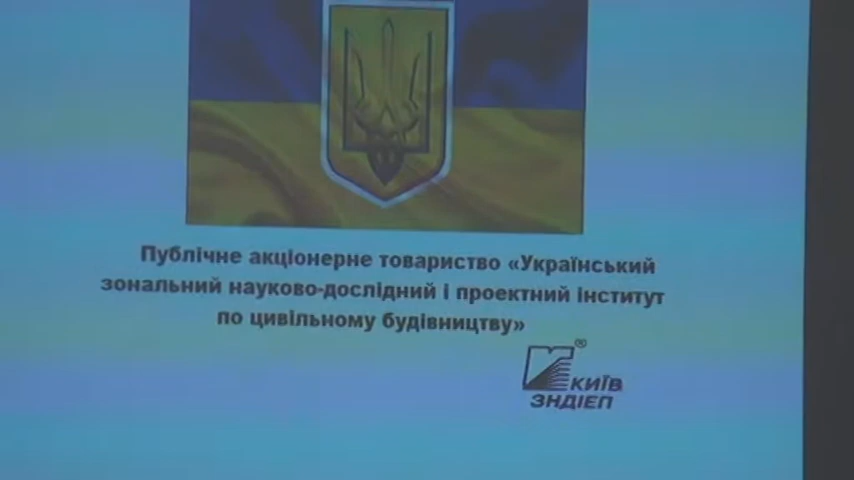 Публічне акціонерне товариство «Український
зональний науково-дослідний і проектний інститут
по цивільному будівництву»
®
КИЇВ
ЗНДІЕП